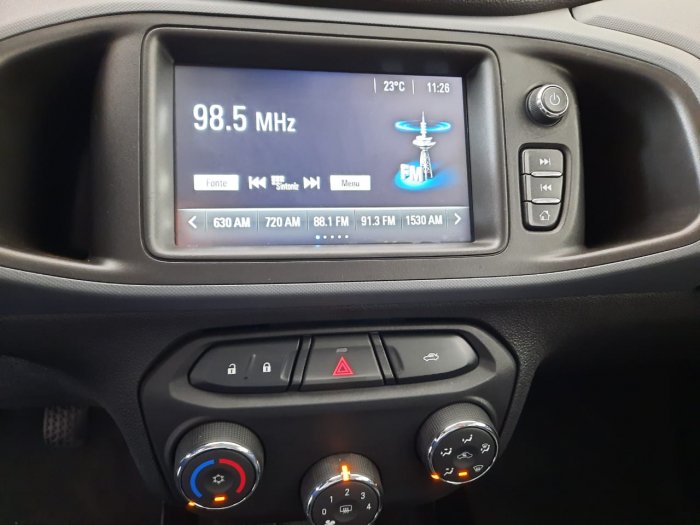 23°C 11:26
98.5 MHz
FM
Fonte Sintoniz Menu
630 AM 720 AM 88.1 FM 91.3 FM 1530 AM
0 1 2 3 4